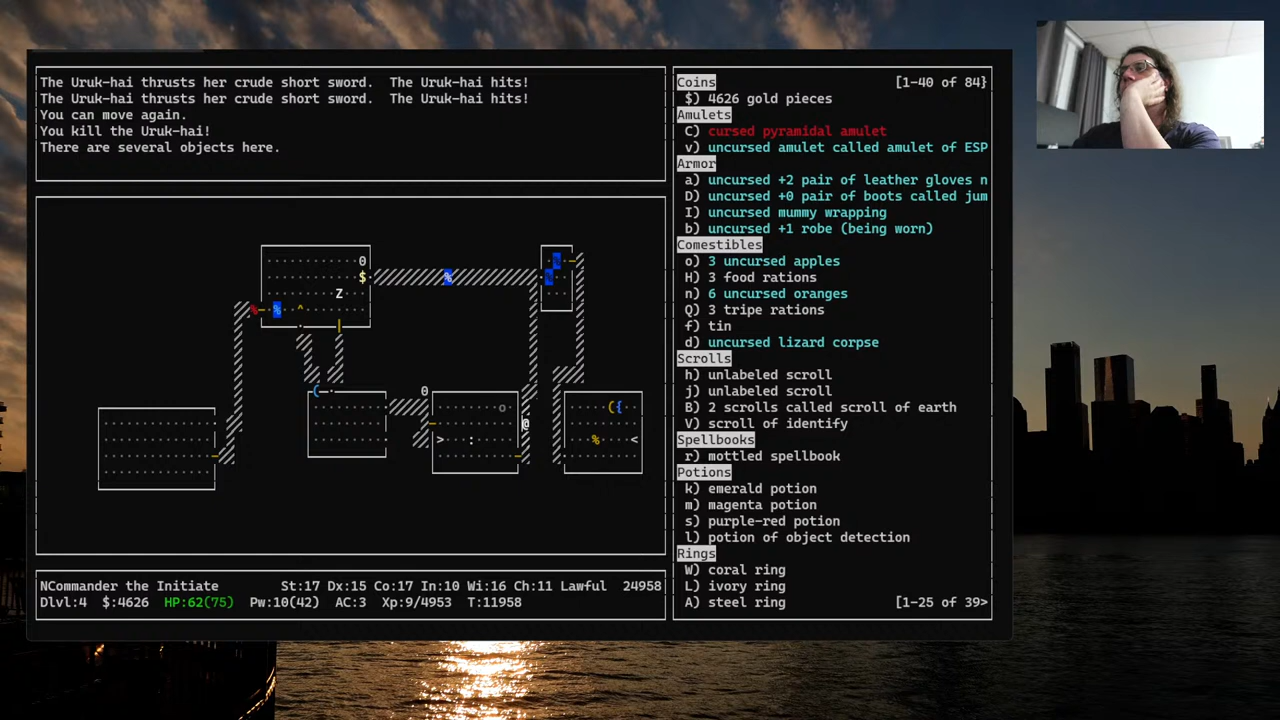 The Uruk-hai thrusts her crude short sword.  The Uruk-hai hits!
The Uruk-hai thrusts her crude short sword.  The Uruk-hai hits!
You can move again.
You kill the Uruk-hai!
There are several objects here.
NCommander the Initiate St:17 Dx:15 Co:17 In:10 Wi:16 Ch:11 Lawful 24958
Dlvl:4 $:4626 HP:62(75) Pw:10(42) AC:3 Xp:9/4953 T:11958
Coins [1-40 of 84}
$) 4626 gold pieces
Amulets
C) cursed pyramidal amulet
v) uncursed amulet called amulet of ESP
Armor
a) uncursed +2 pair of leather gloves n
D) uncursed +0 pair of boots called jum
I) uncursed mummy wrapping
b) uncursed +1 robe (being worn)
Comestibles
o) 3 uncursed apples
H) 3 food rations
n) 6 uncursed oranges
Q) 3 tripe rations
f) tin
d) uncursed lizard corpse
Scrolls
h) unlabeled scroll
j) unlabeled scroll
B) 2 scrolls called scroll of earth
V) scroll of identify
Spellbooks
r) mottled spellbook
Potions
k) emerald potion
m) magenta potion
s) purple-red potion
l) potion of object detection
Rings
W) coral ring
L) ivory ring
A) steel ring [1-25 of 39>